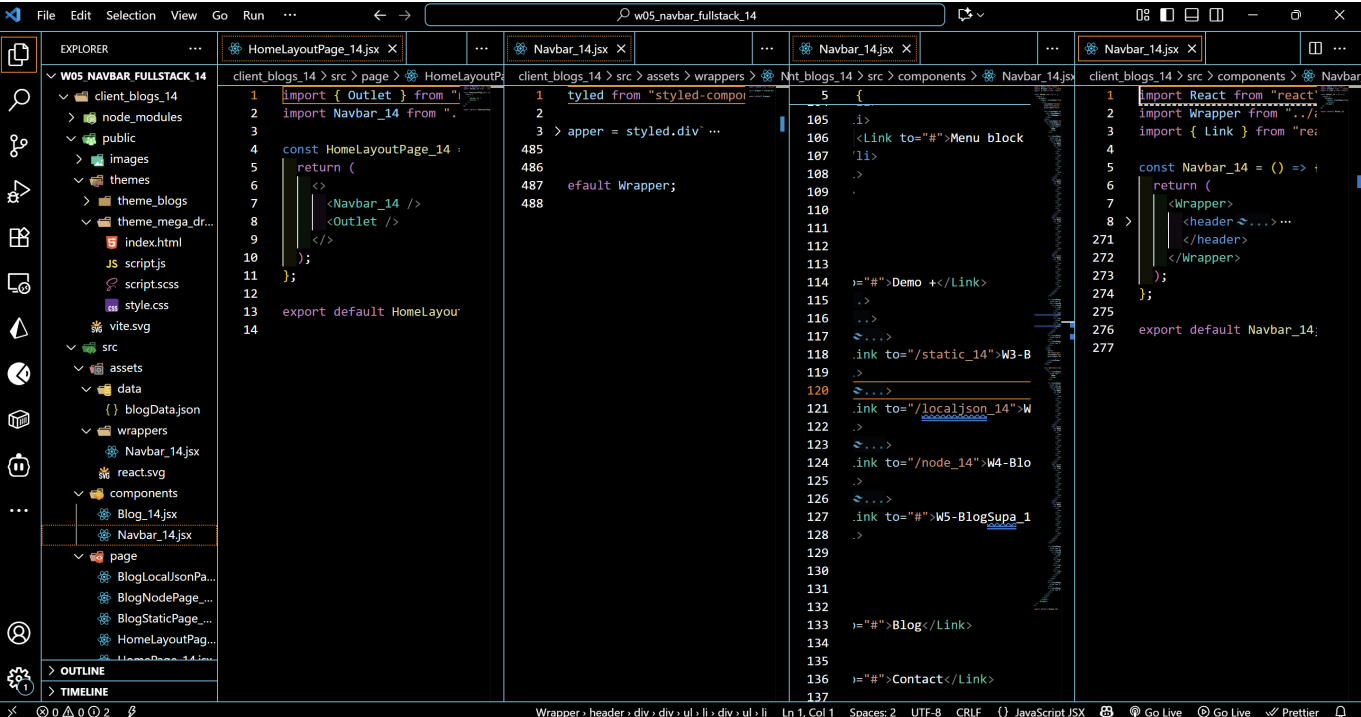 File Edit Selection View Go Run ··· w05_navbar_fullstack_14
EXPLORER ···
W05_NAVBAR_FULLSTACK_14
client_blogs_14
node_modules
public
images
themes
theme_blogs
theme_mega_dr...
index.html
JS script.js
script.scss
style.css
vite.svg
src
assets
data
{} blogData.json
wrappers
Navbar_14.jsx
react.svg
components
Blog_14.jsx
Navbar_14.jsx
page
BlogLocalJsonPa...
BlogNodePage_...
BlogStaticPage_...
HomeLayoutPag...
HomePage_14.jsx
OUTLINE
TIMELINE
HomeLayoutPage_14.jsx ···
client_blogs_14 > src > page > HomeLayoutPa
1 import { Outlet } from "
2 import Navbar_14 from ".
3
4 const HomeLayoutPage_14
5 return (
6 <>
7 <Navbar_14 />
8 <Outlet />
9 </>
10 );
11 };
12
13 export default HomeLayou
14
Navbar_14.jsx ···
client_blogs_14 > src > assets > wrappers > N
1 tyled from "styled-compo
2
3 > apper = styled.div` ···
485
486
487 efault Wrapper;
488
Navbar_14.jsx ···
nt_blogs_14 > src > components > Navbar_14.jsx
5 {
105 .i>
106 <Link to="#">Menu block
107 /li>
108 .>
109
110
111
112
113
114 ="#">Demo +</Link>
115 .>
116 ..>
117 ...>
118 ink to="/static_14">W3-B
119 .>
120 ...>
121 ink to="/localjson_14">W
122 .>
123 ...>
124 ink to="/node_14">W4-Blo
125 .>
126 ...>
127 ink to="#">W5-BlogSupa_1
128 .>
129
130
131
132
133 ="#">Blog</Link>
134
135
136 ="#">Contact</Link>
137
Navbar_14.jsx ···
client_blogs_14 > src > components > Navbar
1 import React from "react"
2 import Wrapper from "../a
3 import { Link } from "rea
4
5 const Navbar_14 = () => {
6 return (
7 <Wrapper>
8 > <header ...> ···
271 </header>
272 </Wrapper>
273 );
274 };
275
276 export default Navbar_14;
277
1
0 0 2 Wrapper › header › div › div › ul › li › div › ul › li Ln 1, Col 1 Spaces: 2 UTF-8 CRLF {} JavaScript JSX Go Live Go Live Prettier